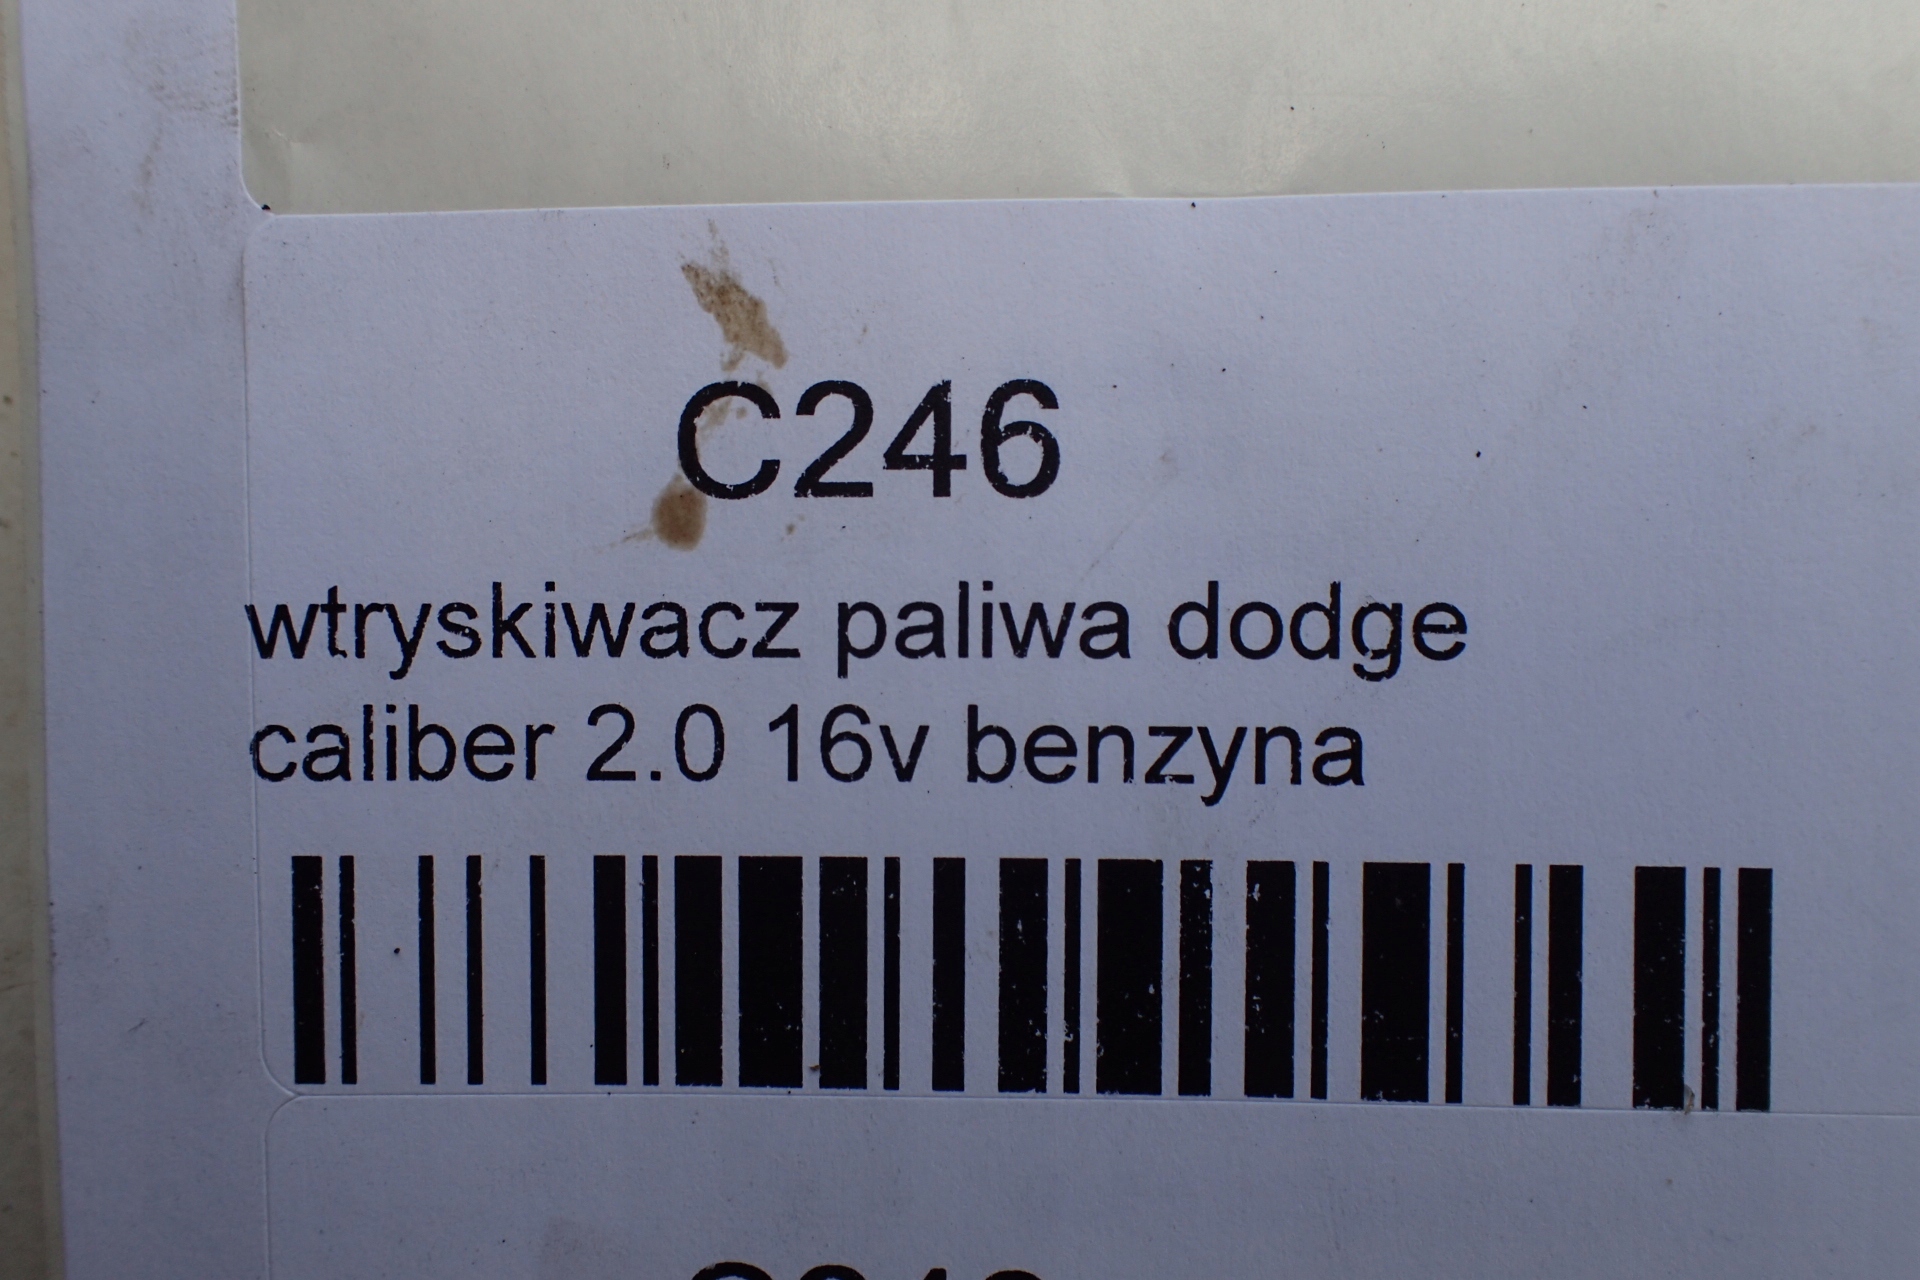 C246
wtryskiwacz paliwa dodge
caliber 2.0 16v benzyna